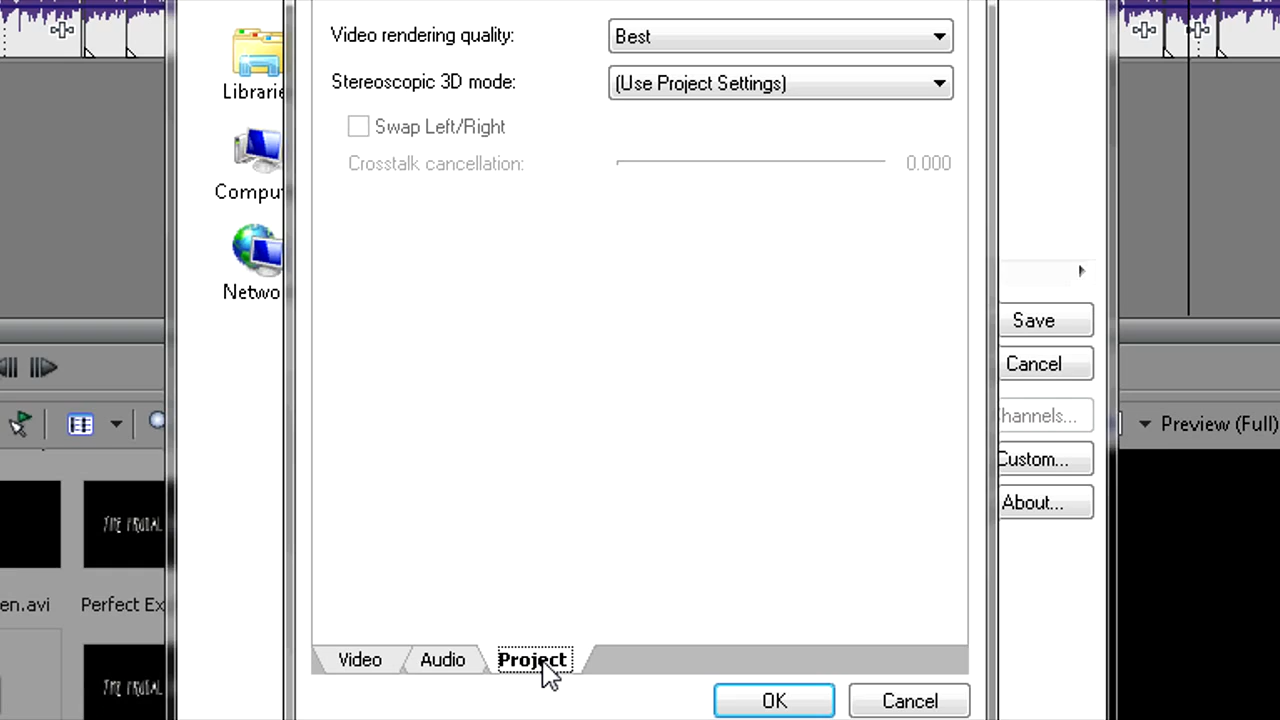 Video rendering quality:
Best
Stereoscopic 3D mode:
(Use Project Settings)
Swap Left/Right
Crosstalk cancellation:
0.000
Librarie
Comput
Netwo
Save
Cancel
hannels...
Custom...
About...
Preview (Full)
en.avi
Perfect Ex
Video
Audio
Project
OK
Cancel